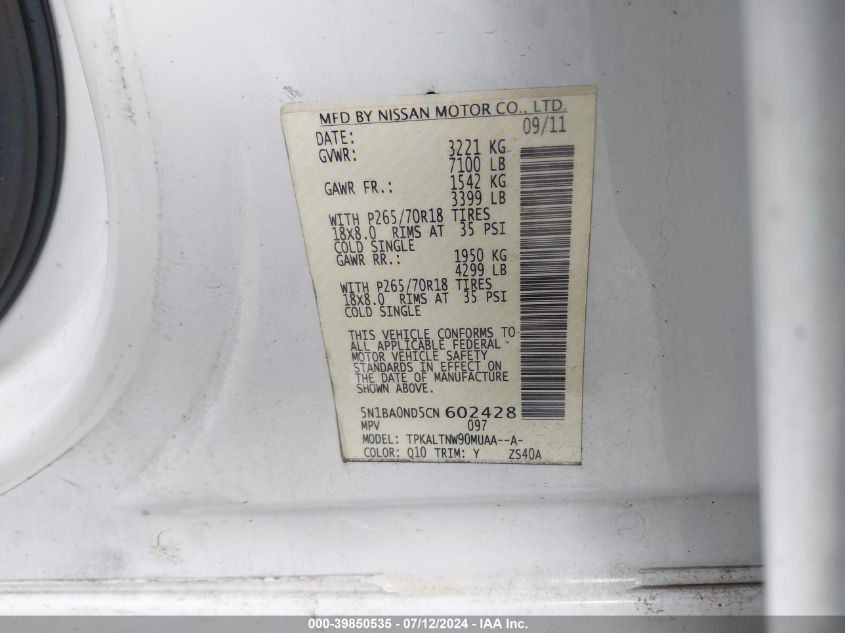 MFD BY NISSAN MOTOR CO., LTD.
DATE: 09/11
GVWR: 3221 KG
7100 LB
GAWR FR.: 1542 KG
3399 LB
WITH P265/70R18 TIRES
18X8.0 RIMS AT 35 PSI
COLD SINGLE
GAWR RR.: 1950 KG
4299 LB
WITH P265/70R18 TIRES
18X8.0 RIMS AT 35 PSI
COLD SINGLE
THIS VEHICLE CONFORMS TO
ALL APPLICABLE FEDERAL
MOTOR VEHICLE SAFETY
STANDARDS IN EFFECT ON
THE DATE OF MANUFACTURE
SHOWN ABOVE.
5N1BA0ND5CN 602428
MPV 097
MODEL: TPKALTNW90MUAA--A-
COLOR: Q10 TRIM: Y ZS40A
000-39850535 - 07/12/2024 - IAA Inc.